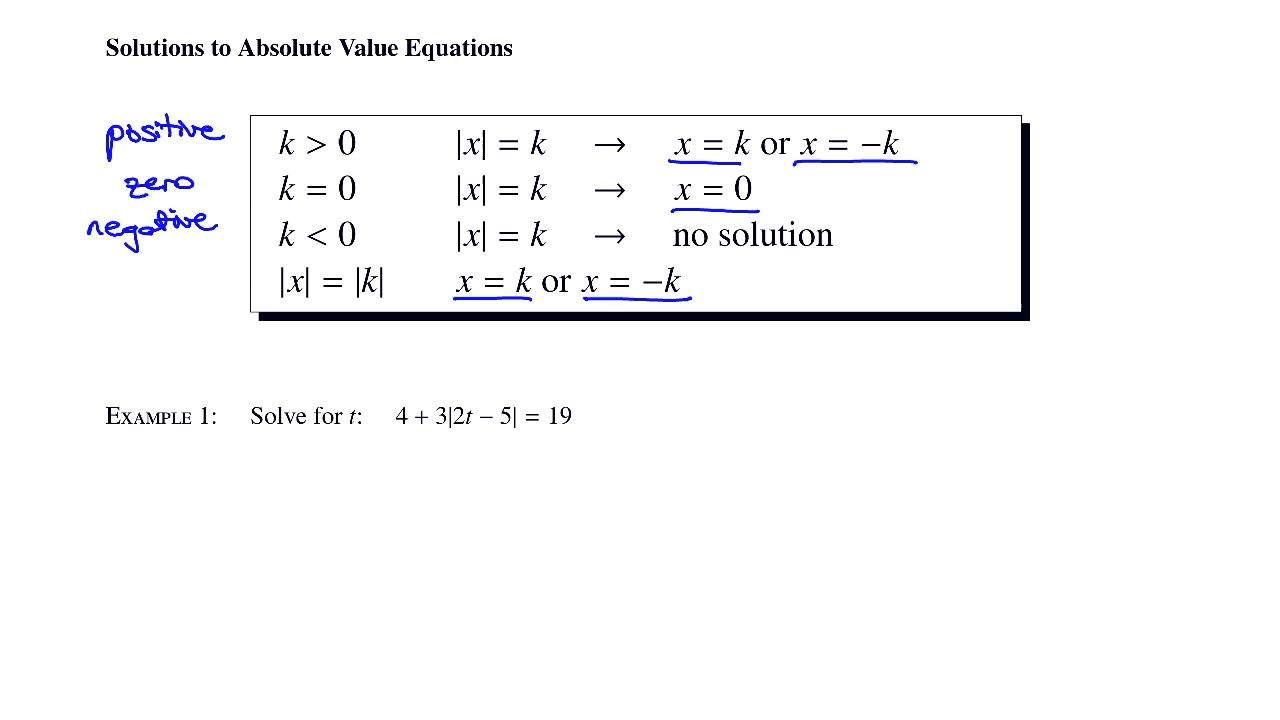 Solutions to Absolute Value Equations
positive k > 0 |x| = k → x = k or x = −k
zero k = 0 |x| = k → x = 0
negative k < 0 |x| = k → no solution
|x| = |k| x = k or x = −k
EXAMPLE 1: Solve for t: 4 + 3|2t − 5| = 19